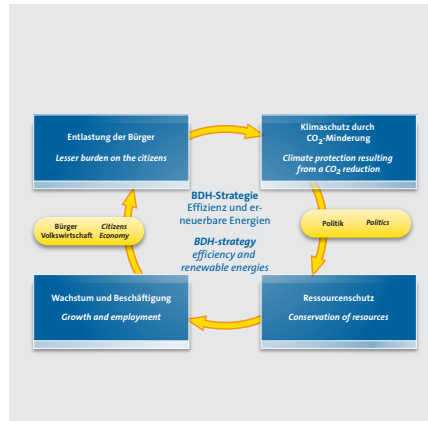 Entlastung der Bürger
Lesser burden on the citizens
Klimaschutz durch
CO₂-Minderung
Climate protection resulting
from a CO₂ reduction
BDH-Strategie
Effizienz und er-
neuerbare Energien
BDH-strategy
efficiency and
renewable energies
Bürger Citizens
Volkswirtschaft Economy
Politik Politics
Wachstum und Beschäftigung
Growth and employment
Ressourcenschutz
Conservation of resources